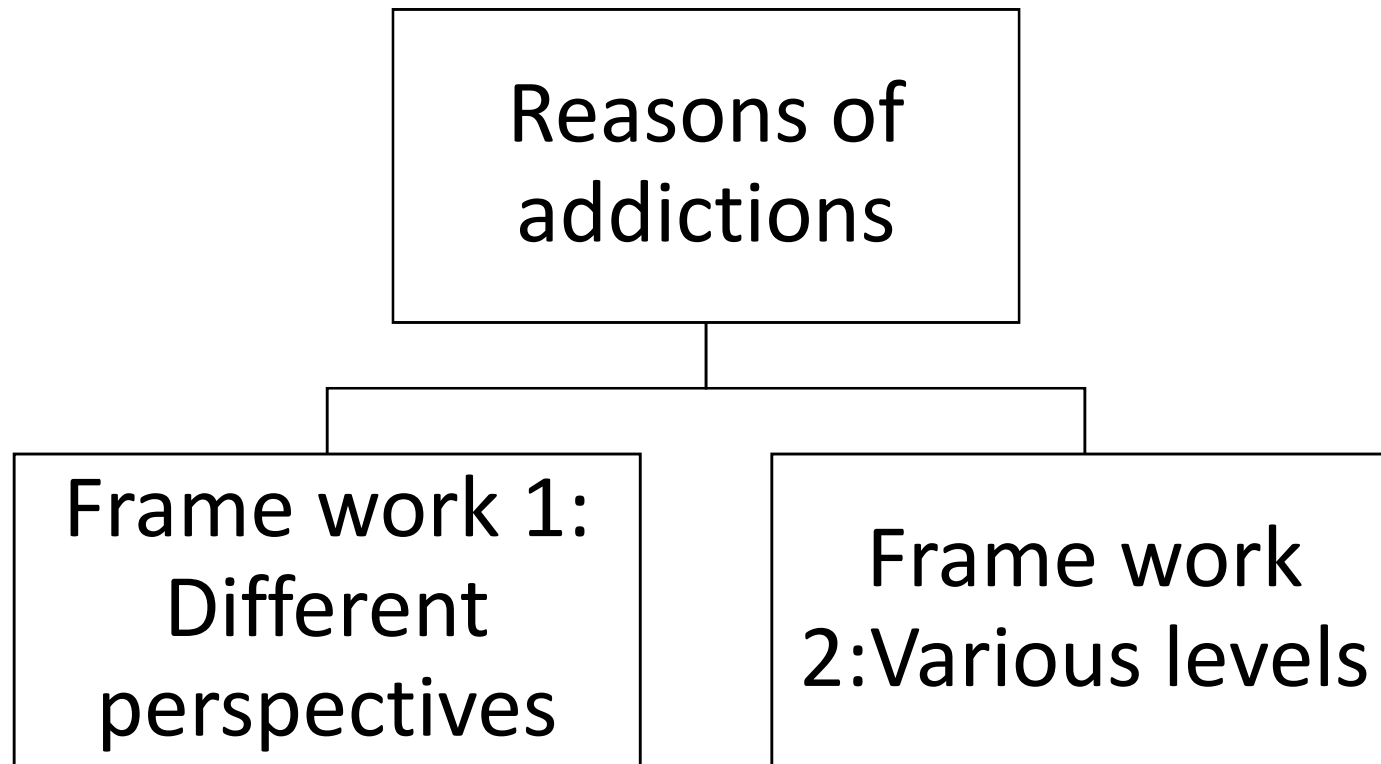 Reasons of
addictions
Frame work 1:
Different
perspectives
Frame work
2:Various levels